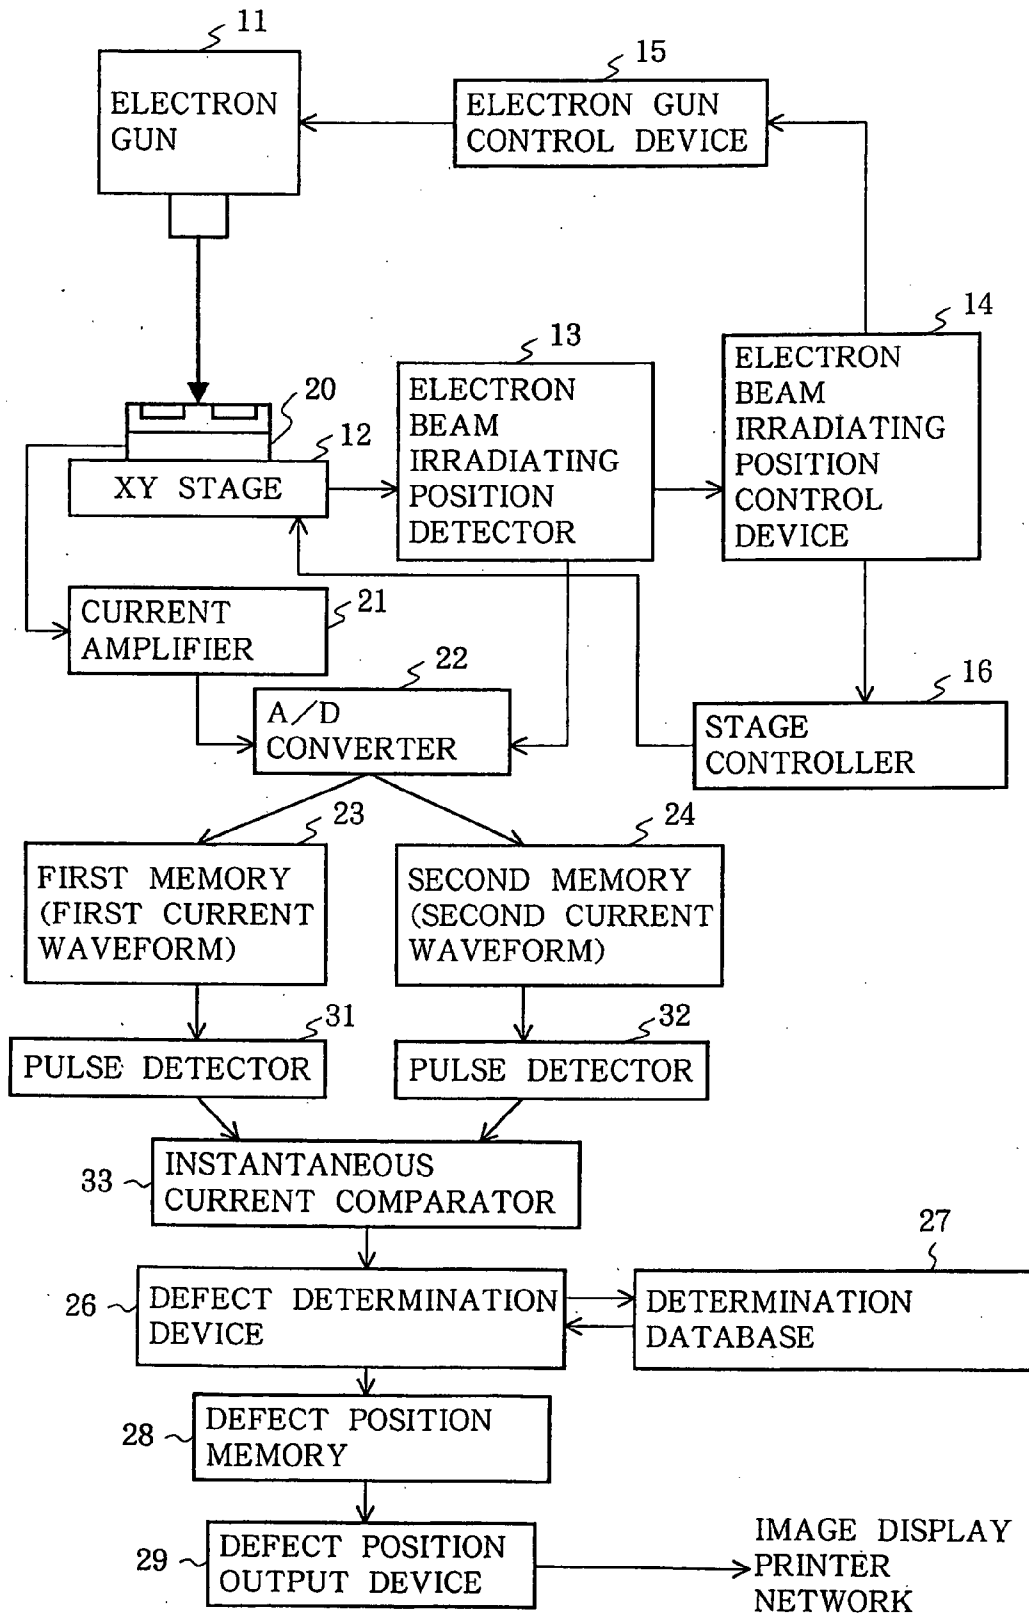 11
ELECTRON
GUN
15
ELECTRON GUN
CONTROL DEVICE
14
ELECTRON
BEAM
IRRADIATING
POSITION
CONTROL
DEVICE
13
ELECTRON
BEAM
IRRADIATING
POSITION
DETECTOR
20
12
XY STAGE
21
CURRENT
AMPLIFIER
22
A/D
CONVERTER
16
STAGE
CONTROLLER
23
FIRST MEMORY
(FIRST CURRENT
WAVEFORM)
24
SECOND MEMORY
(SECOND CURRENT
WAVEFORM)
31
PULSE DETECTOR
32
PULSE DETECTOR
33
INSTANTANEOUS
CURRENT COMPARATOR
26
DEFECT DETERMINATION
DEVICE
27
DETERMINATION
DATABASE
28
DEFECT POSITION
MEMORY
29
DEFECT POSITION
OUTPUT DEVICE
IMAGE DISPLAY
PRINTER
NETWORK